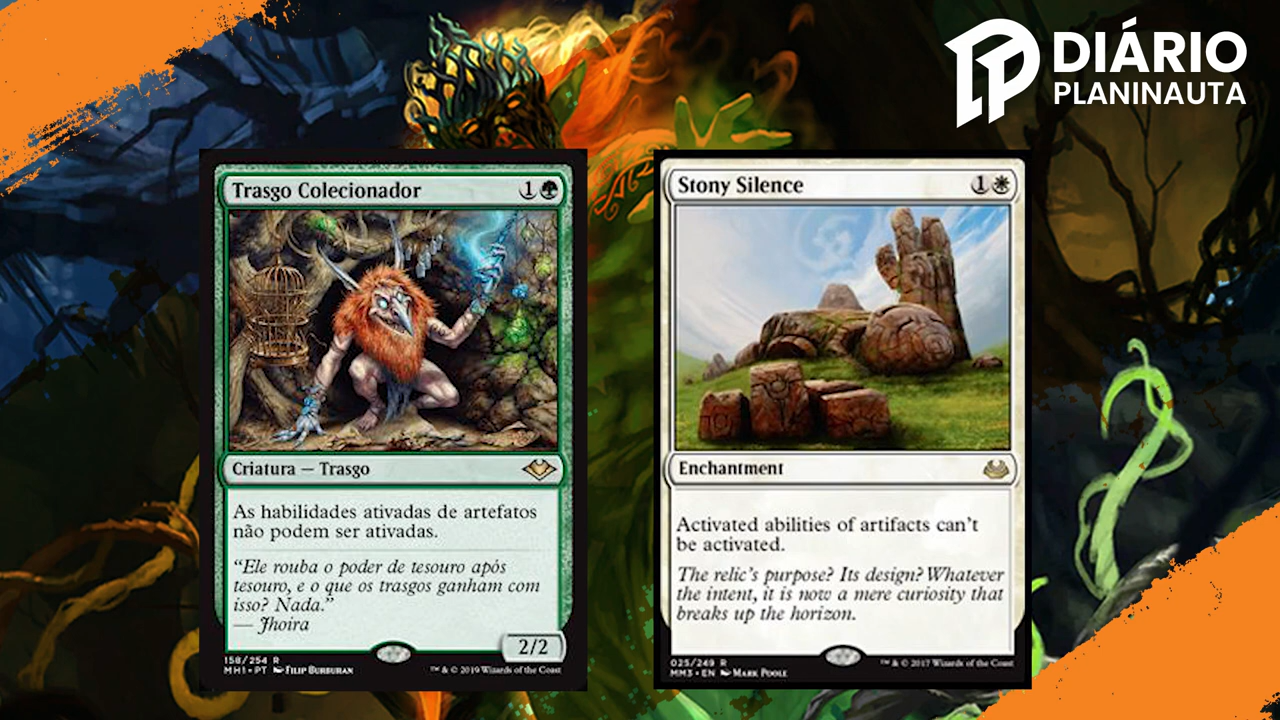 DIÁRIO
PLANINAUTA
Trasgo Colecionador 1
Criatura — Trasgo
As habilidades ativadas de artefatos
não podem ser ativadas.
“Ele rouba o poder de tesouro após
tesouro, e o que os trasgos ganham com
isso? Nada.”
— Jhoira
2/2
158/254 R
MH1 • PT Filip Burburan
™ & © 2019 Wizards of the Coast
Stony Silence 1
Enchantment
Activated abilities of artifacts can’t
be activated.
The relic’s purpose? Its design? Whatever
the intent, it is now a mere curiosity that
breaks up the horizon.
025/249 R
MM3 • EN Mark Poole
™ & © 2017 Wizards of the Coast